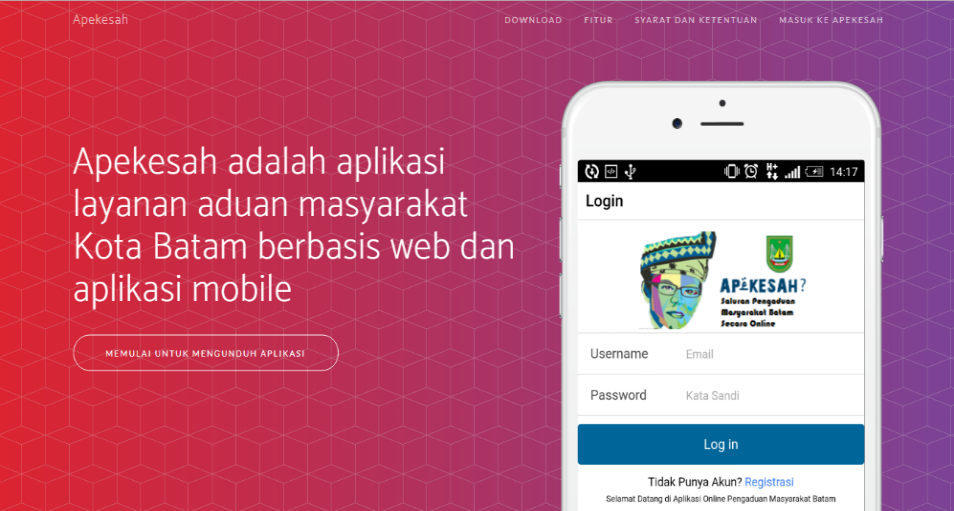 Apekesah
DOWNLOAD FITUR SYARAT DAN KETENTUAN MASUK KE APEKESAH
Apekesah adalah aplikasi
layanan aduan masyarakat
Kota Batam berbasis web dan
aplikasi mobile
MEMULAI UNTUK MENGUNDUH APLIKASI
14:17
Login
APÉKESAH?
Saluran Pengaduan
Masyarakat Batam
Secara Online
Username Email
Password Kata Sandi
Log in
Tidak Punya Akun? Registrasi
Selamat Datang di Aplikasi Online Pengaduan Masyarakat Batam